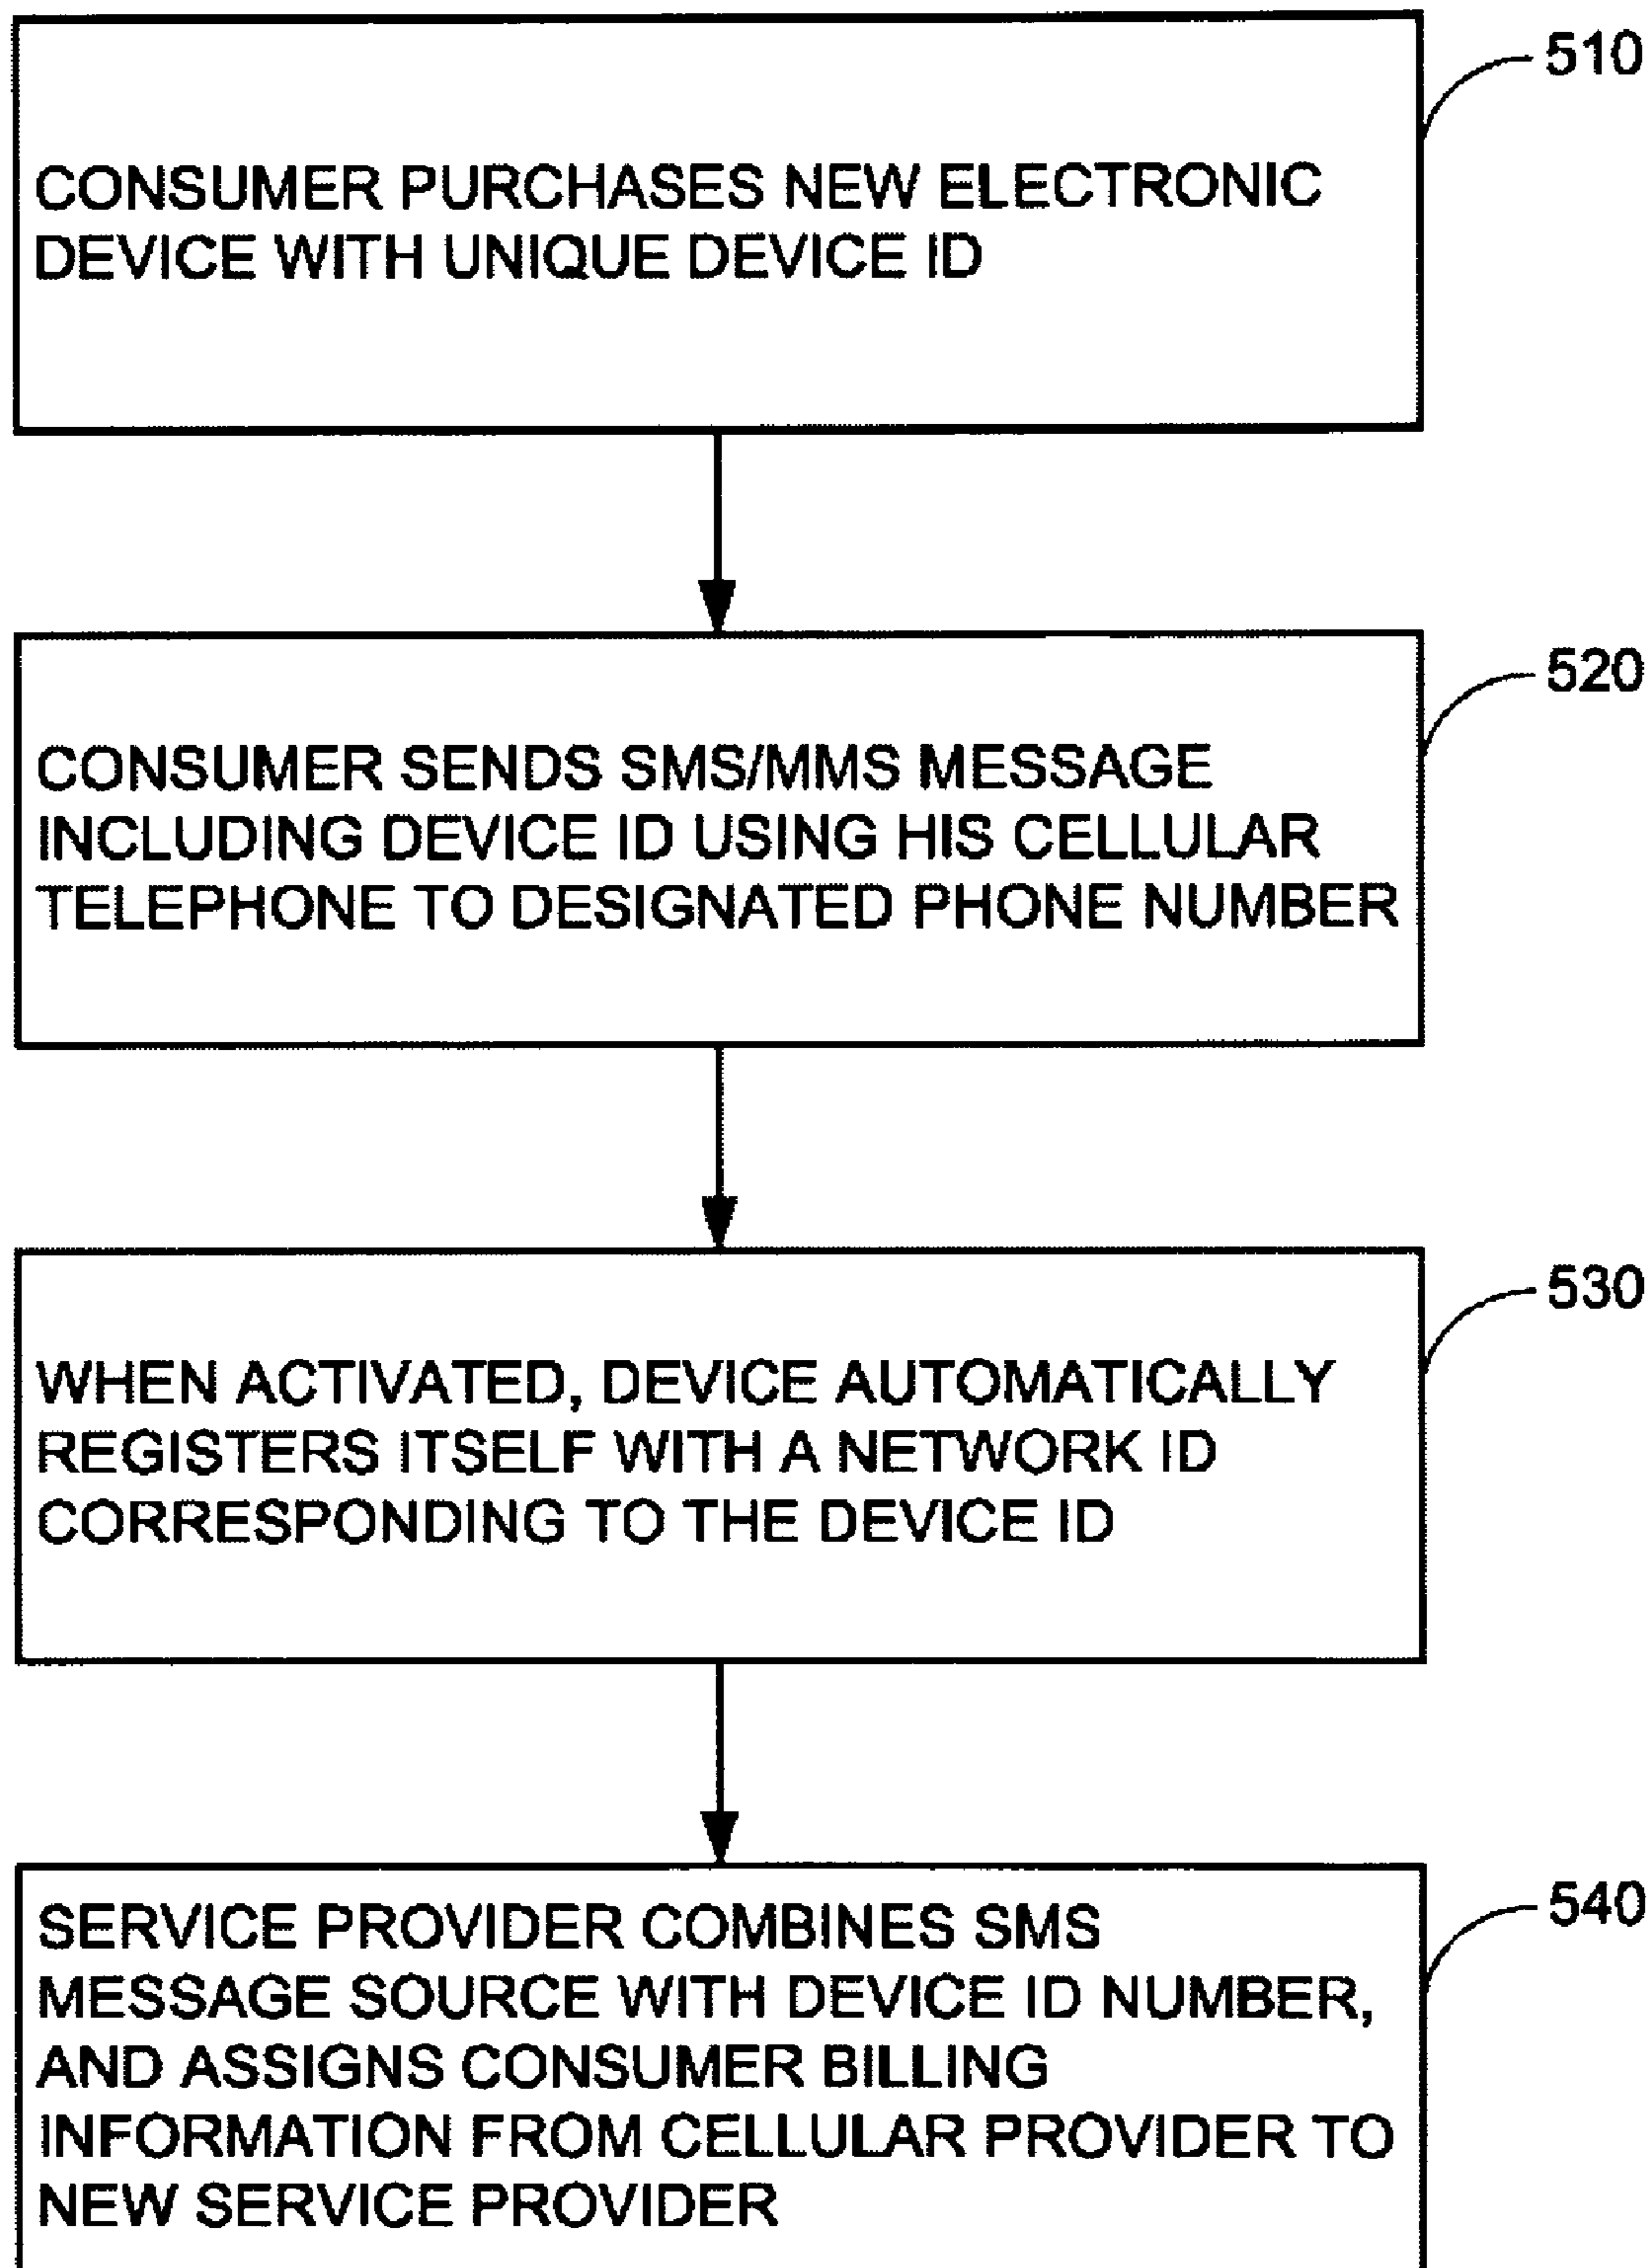 510
CONSUMER PURCHASES NEW ELECTRONIC
DEVICE WITH UNIQUE DEVICE ID
520
CONSUMER SENDS SMS/MMS MESSAGE
INCLUDING DEVICE ID USING HIS CELLULAR
TELEPHONE TO DESIGNATED PHONE NUMBER
530
WHEN ACTIVATED, DEVICE AUTOMATICALLY
REGISTERS ITSELF WITH A NETWORK ID
CORRESPONDING TO THE DEVICE ID
540
SERVICE PROVIDER COMBINES SMS
MESSAGE SOURCE WITH DEVICE ID NUMBER,
AND ASSIGNS CONSUMER BILLING
INFORMATION FROM CELLULAR PROVIDER TO
NEW SERVICE PROVIDER